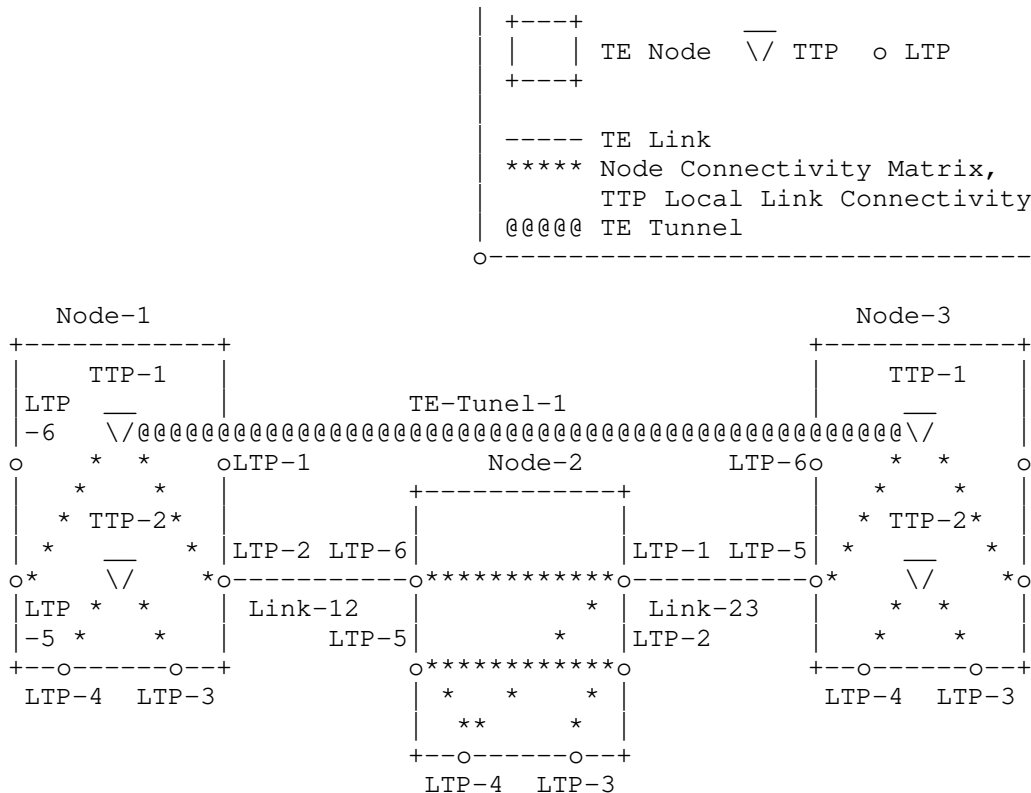 TE Node TTP o LTP
----- TE Link
***** Node Connectivity Matrix,
TTP Local Link Connectivity
@@@@@ TE Tunnel
Node-1 Node-3
TTP-1 TTP-1
LTP TE-Tunel-1
-6
LTP-1 Node-2 LTP-6
TTP-2 TTP-2
LTP-2 LTP-6 LTP-1 LTP-5
LTP Link-12 Link-23
-5 LTP-5 LTP-2
LTP-4 LTP-3 LTP-4 LTP-3
LTP-4 LTP-3